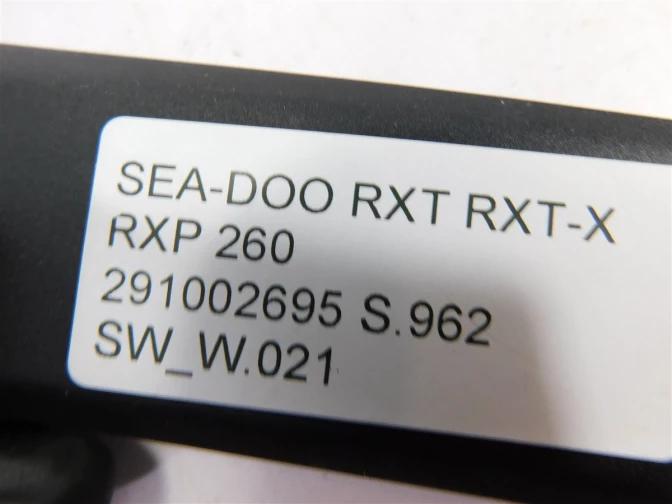 SEA-DOO RXT RXT-X
RXP 260
291002695 S.962
SW_W.021